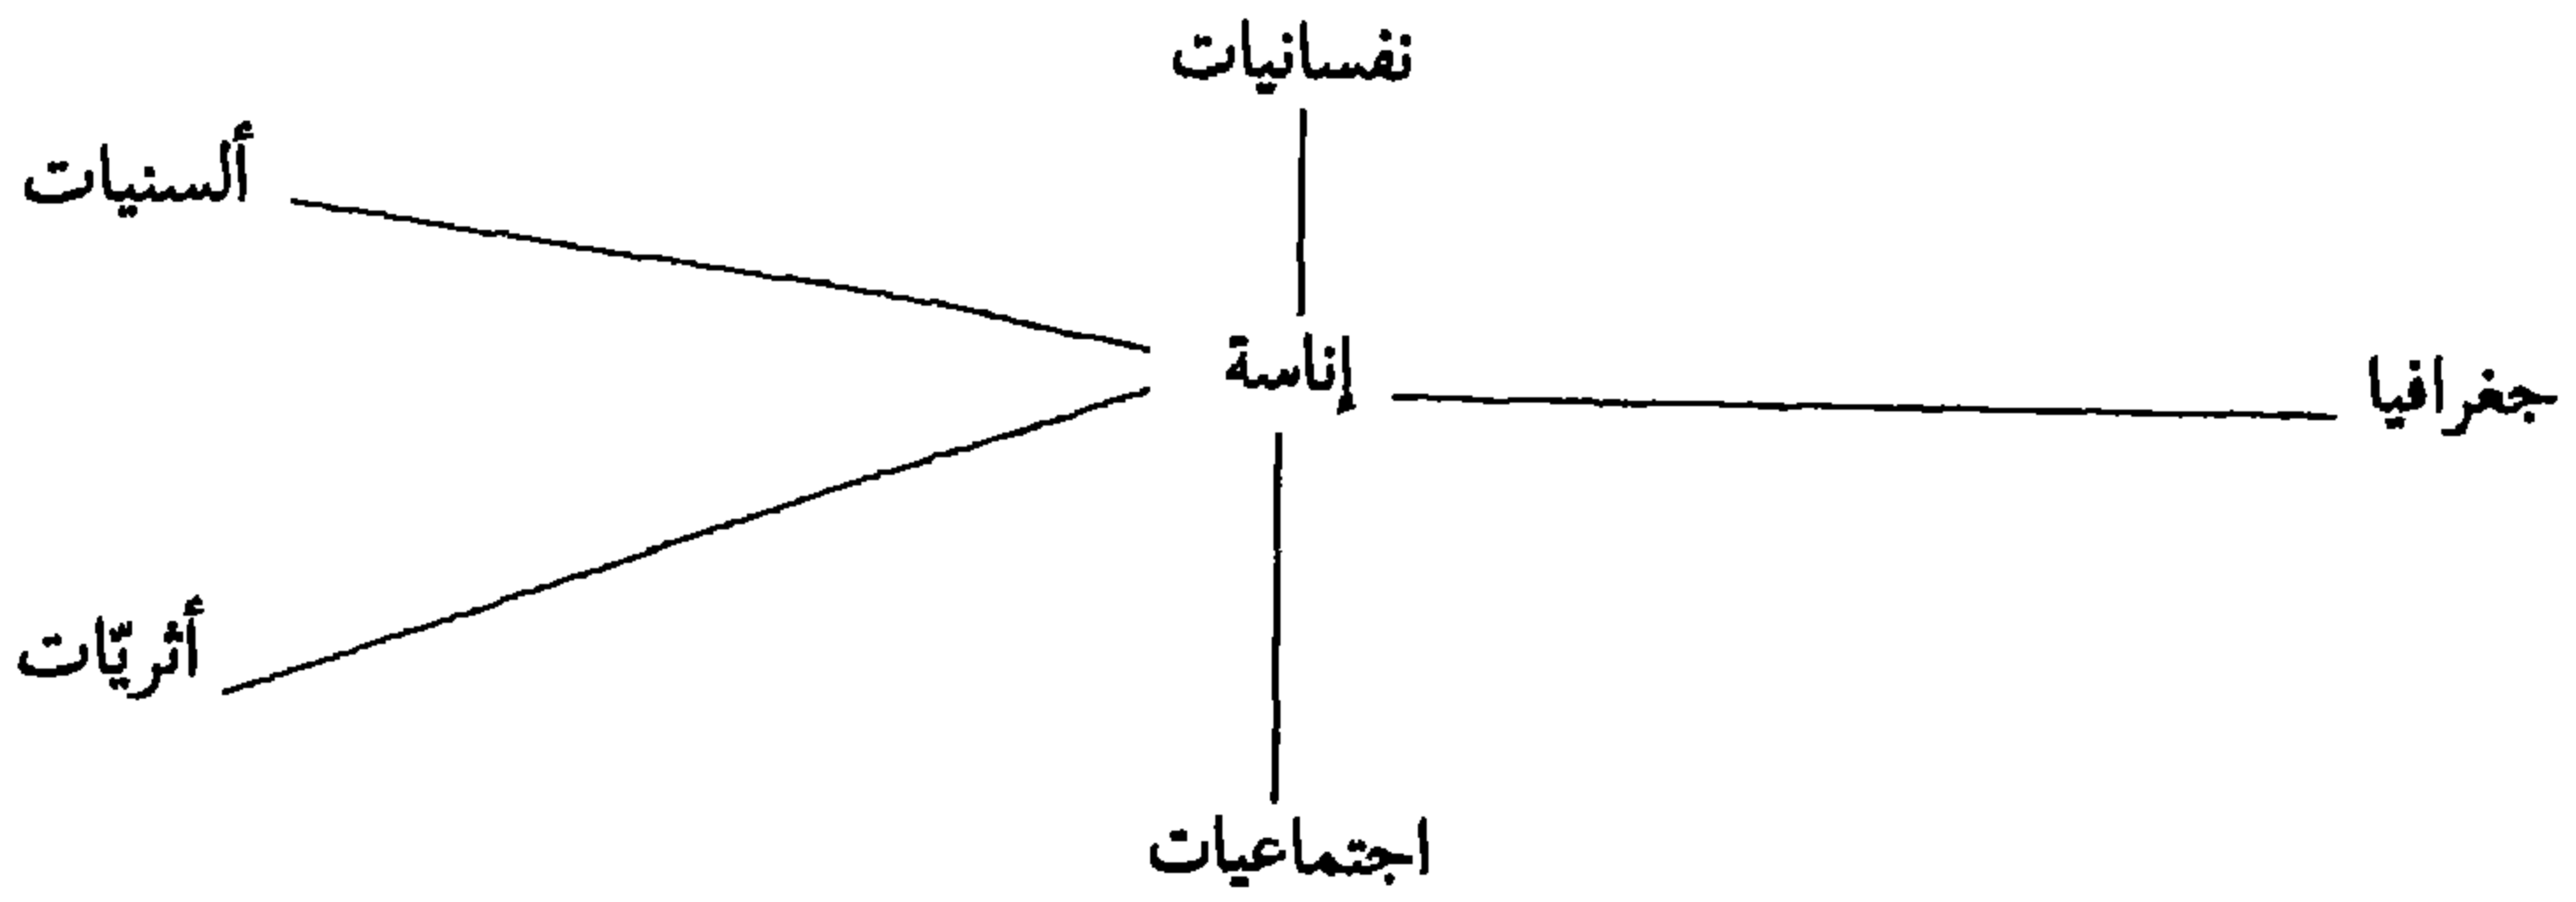 نفسانيات
ألسنيات
إناسة
جغرافيا
أثريّات
اجتماعيات